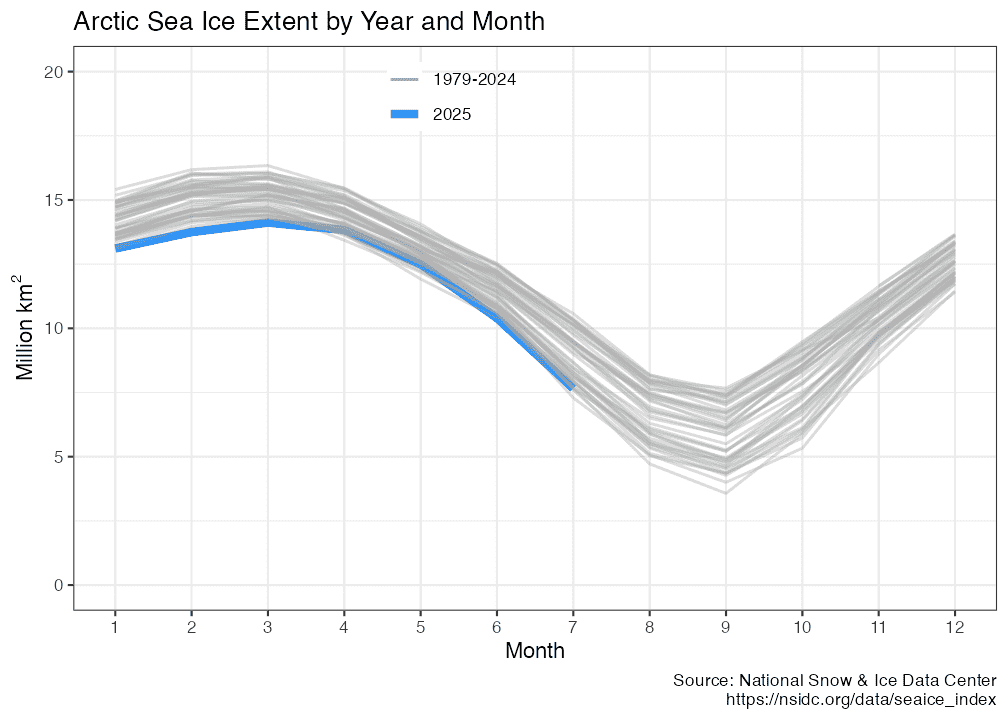 Arctic Sea Ice Extent by Year and Month
20
15
10
5
0
Million km²
1979-2024
2025
1 2 3 4 5 6 7 8 9 10 11 12
Month
Source: National Snow & Ice Data Center
https://nsidc.org/data/seaice_index